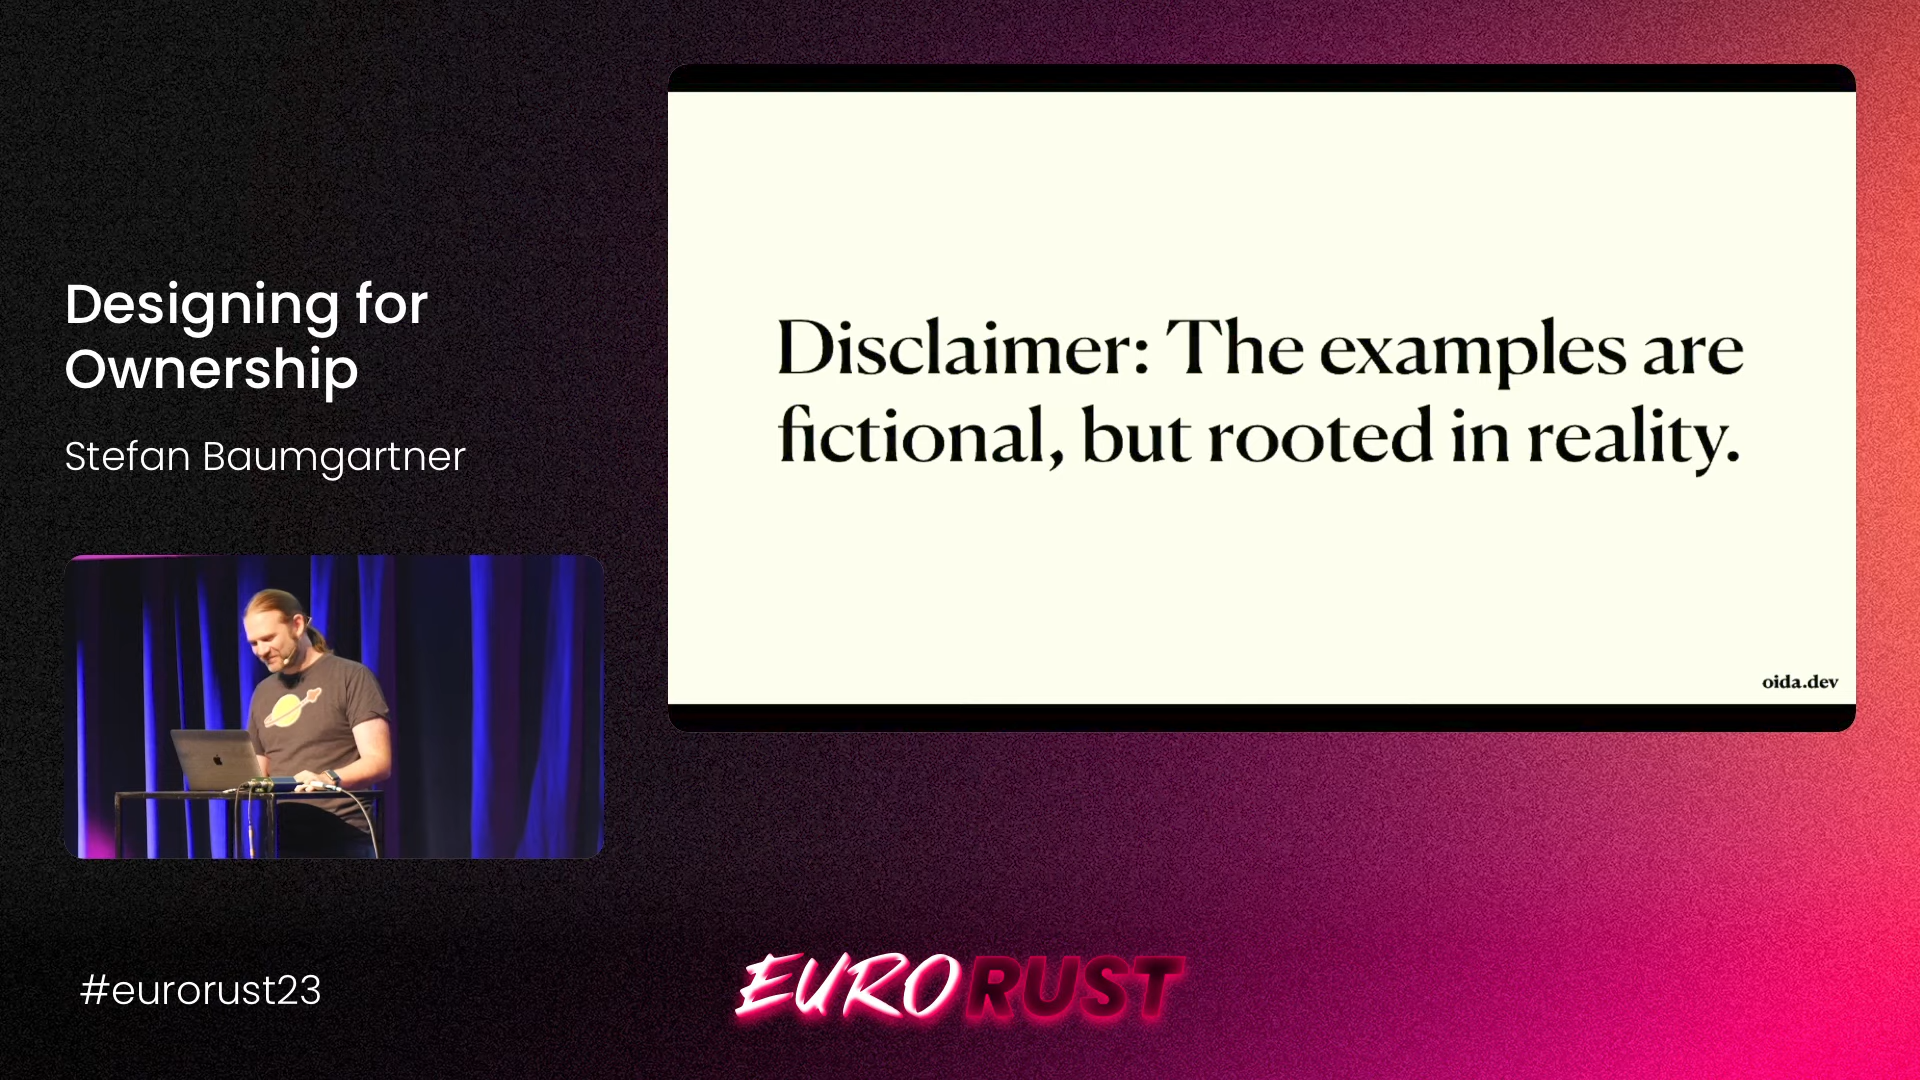 Designing for
Ownership
Stefan Baumgartner
Disclaimer: The examples are
fictional, but rooted in reality.
oida.dev
#eurorust23
EURORUST